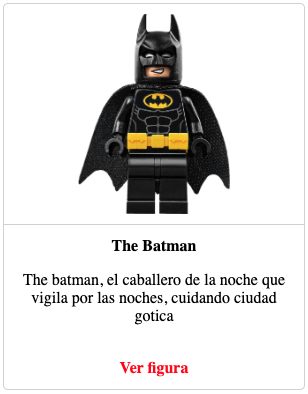 The Batman
The batman, el caballero de la noche que
vigila por las noches, cuidando ciudad
gotica
Ver figura